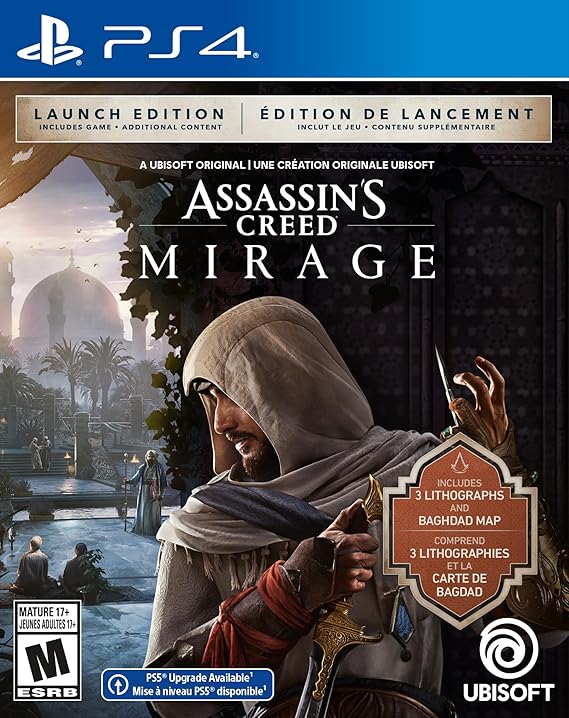 PS4
LAUNCH EDITION
INCLUDES GAME • ADDITIONAL CONTENT
ÉDITION DE LANCEMENT
INCLUT LE JEU • CONTENU SUPPLÉMENTAIRE
A UBISOFT ORIGINAL | UNE CRÉATION ORIGINALE UBISOFT
ASSASSIN'S
CREED
MIRAGE
INCLUDES
3 LITHOGRAPHS
AND
BAGHDAD MAP
COMPREND
3 LITHOGRAPHIES
ET LA
CARTE DE
BAGDAD
MATURE 17+
JEUNES ADULTES 17+
M
ESRB
PS5® Upgrade Available¹
Mise à niveau PS5® disponible¹
UBISOFT